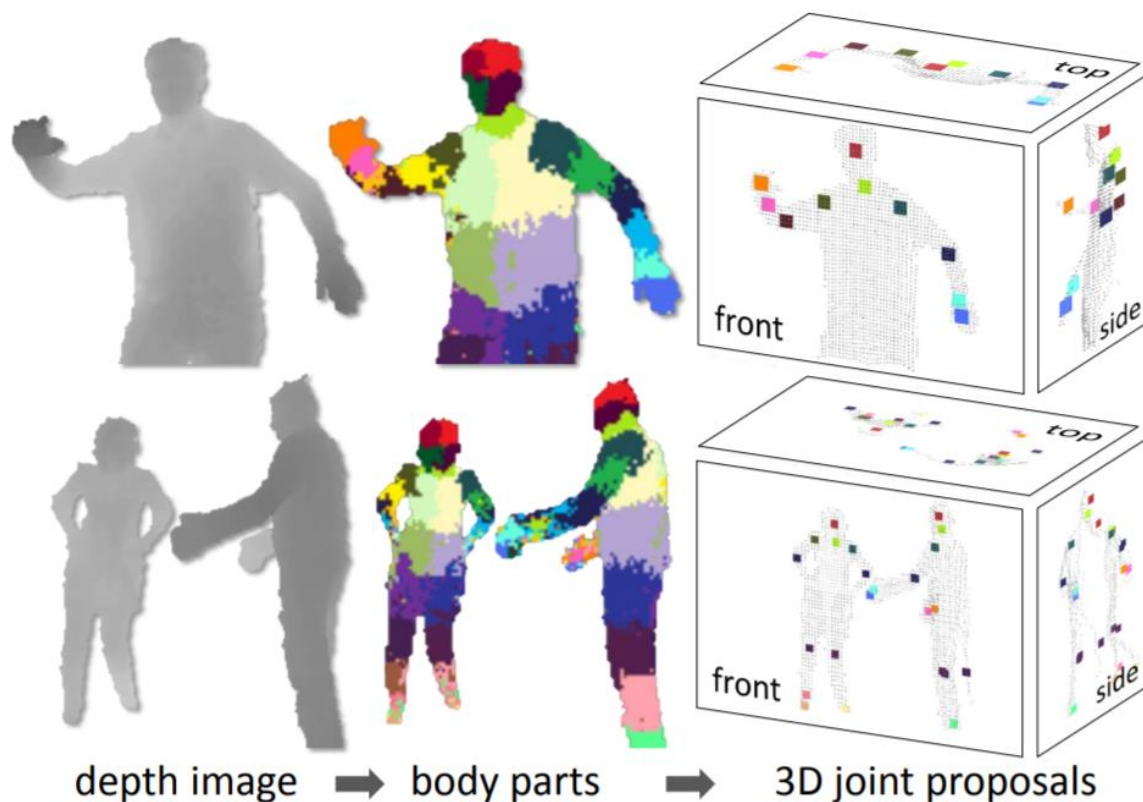 top
front
side
top
front
side
depth image
body parts
3D joint proposals